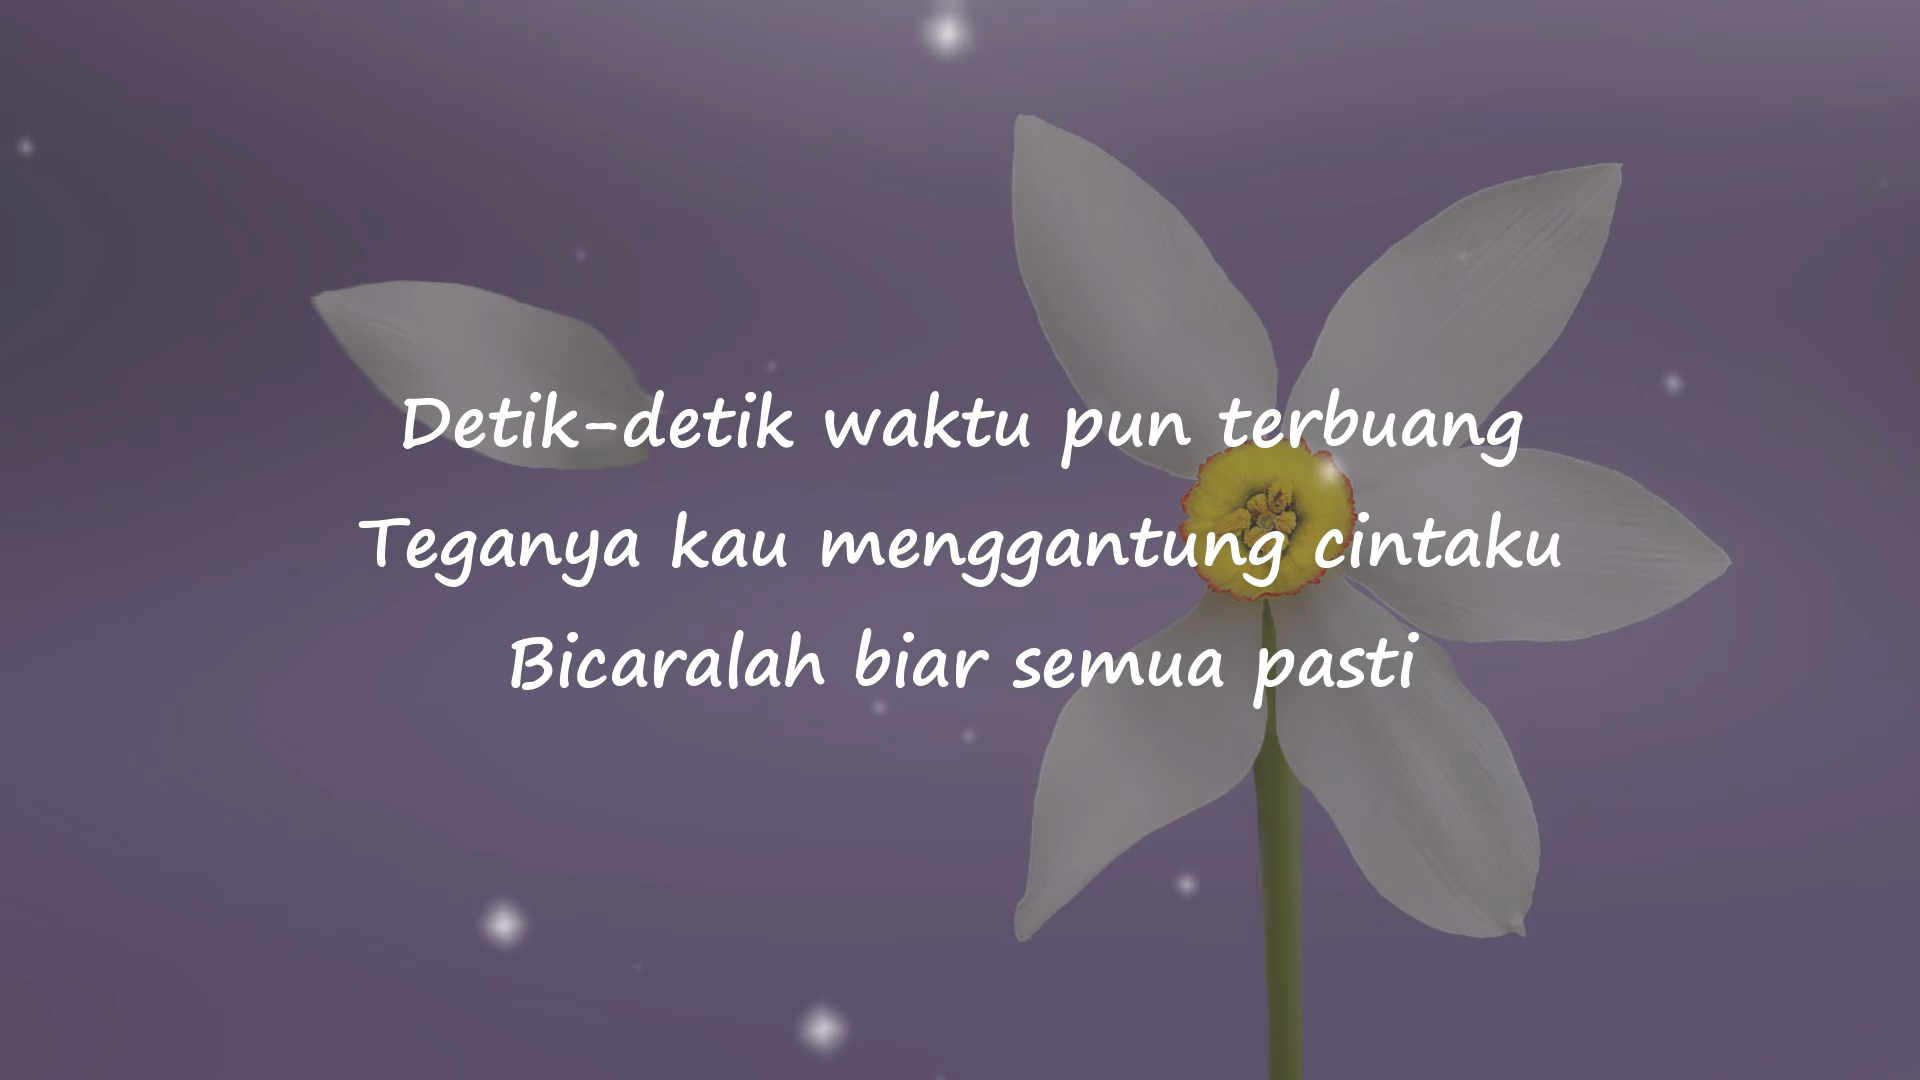 Detik-detik waktu pun terbuang
Teganya kau menggantung cintaku
Bicaralah biar semua pasti